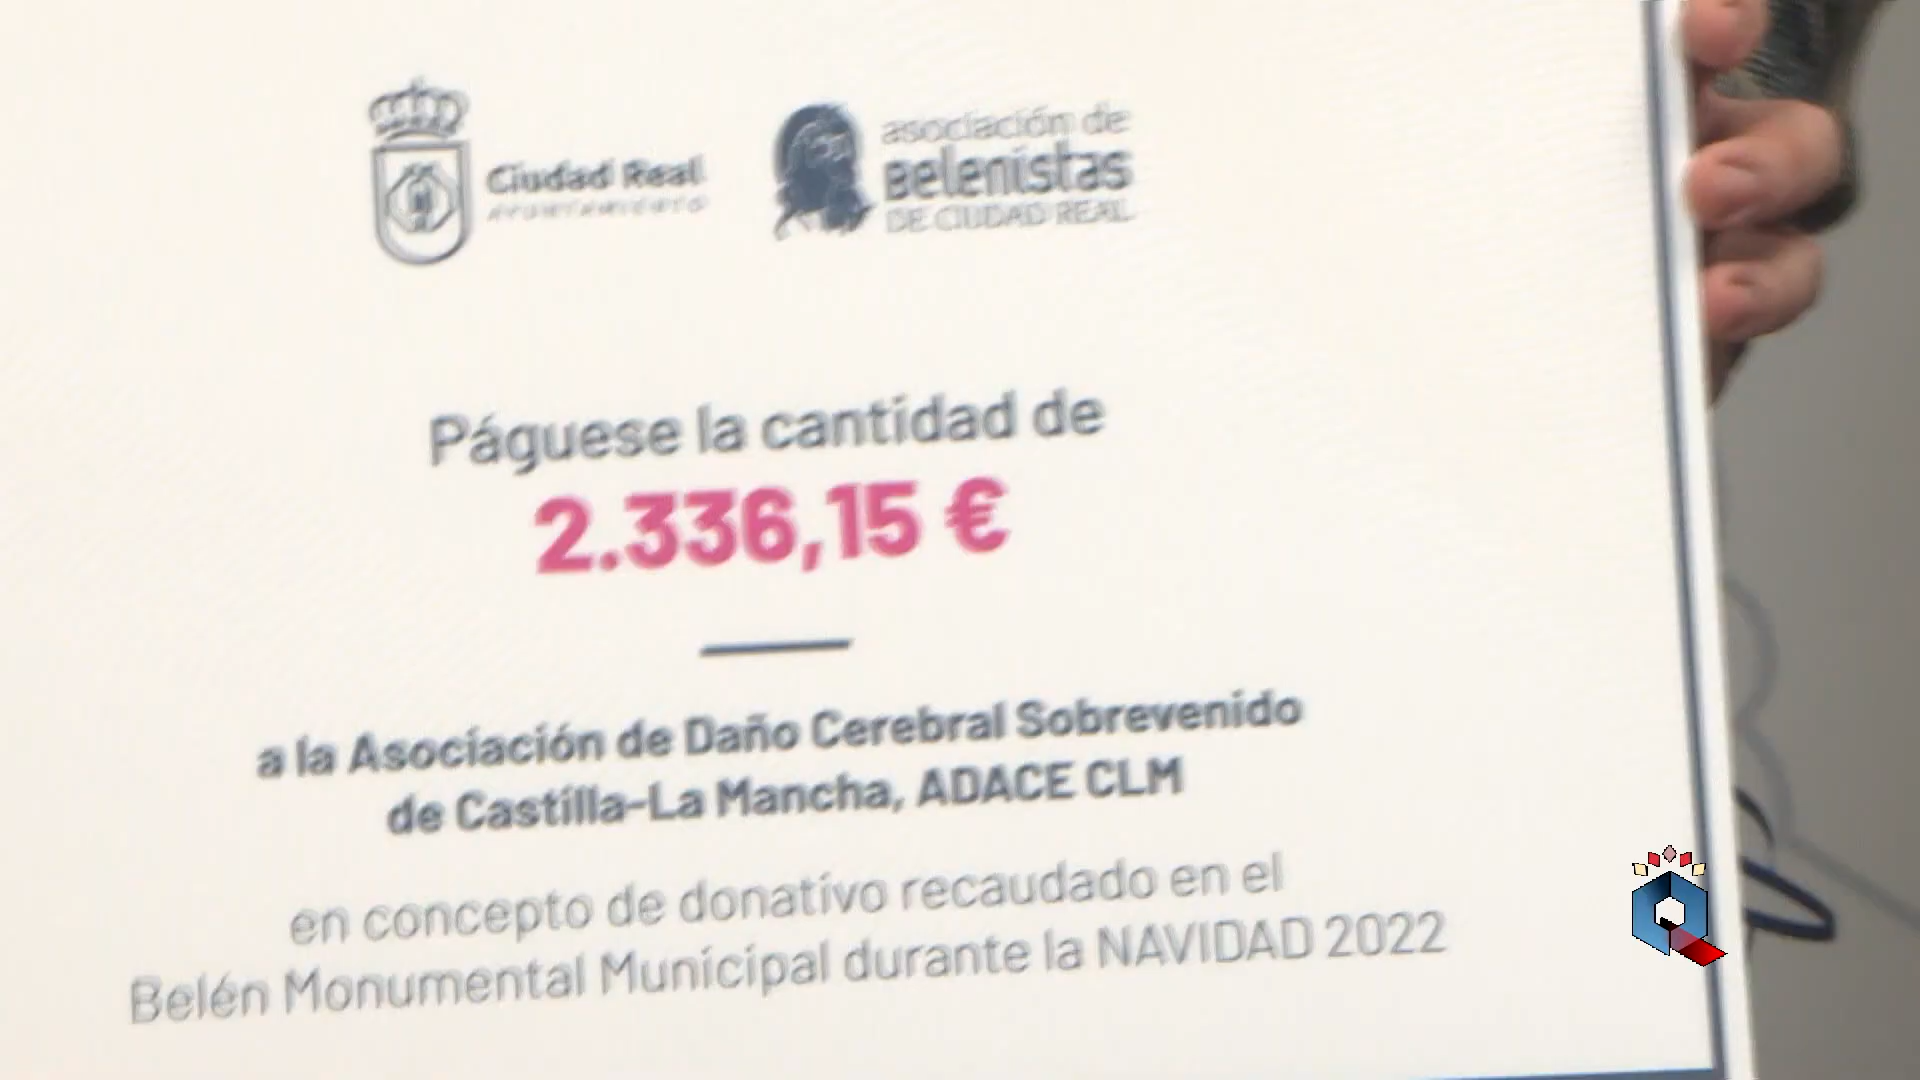 Ciudad Real
AYUNTAMIENTO
asociación de
Belenistas
DE CIUDAD REAL
Páguese la cantidad de
2.336,15 €
a la Asociación de Daño Cerebral Sobrevenido
de Castilla-La Mancha, ADACE CLM
en concepto de donativo recaudado en el
Belén Monumental Municipal durante la NAVIDAD 2022